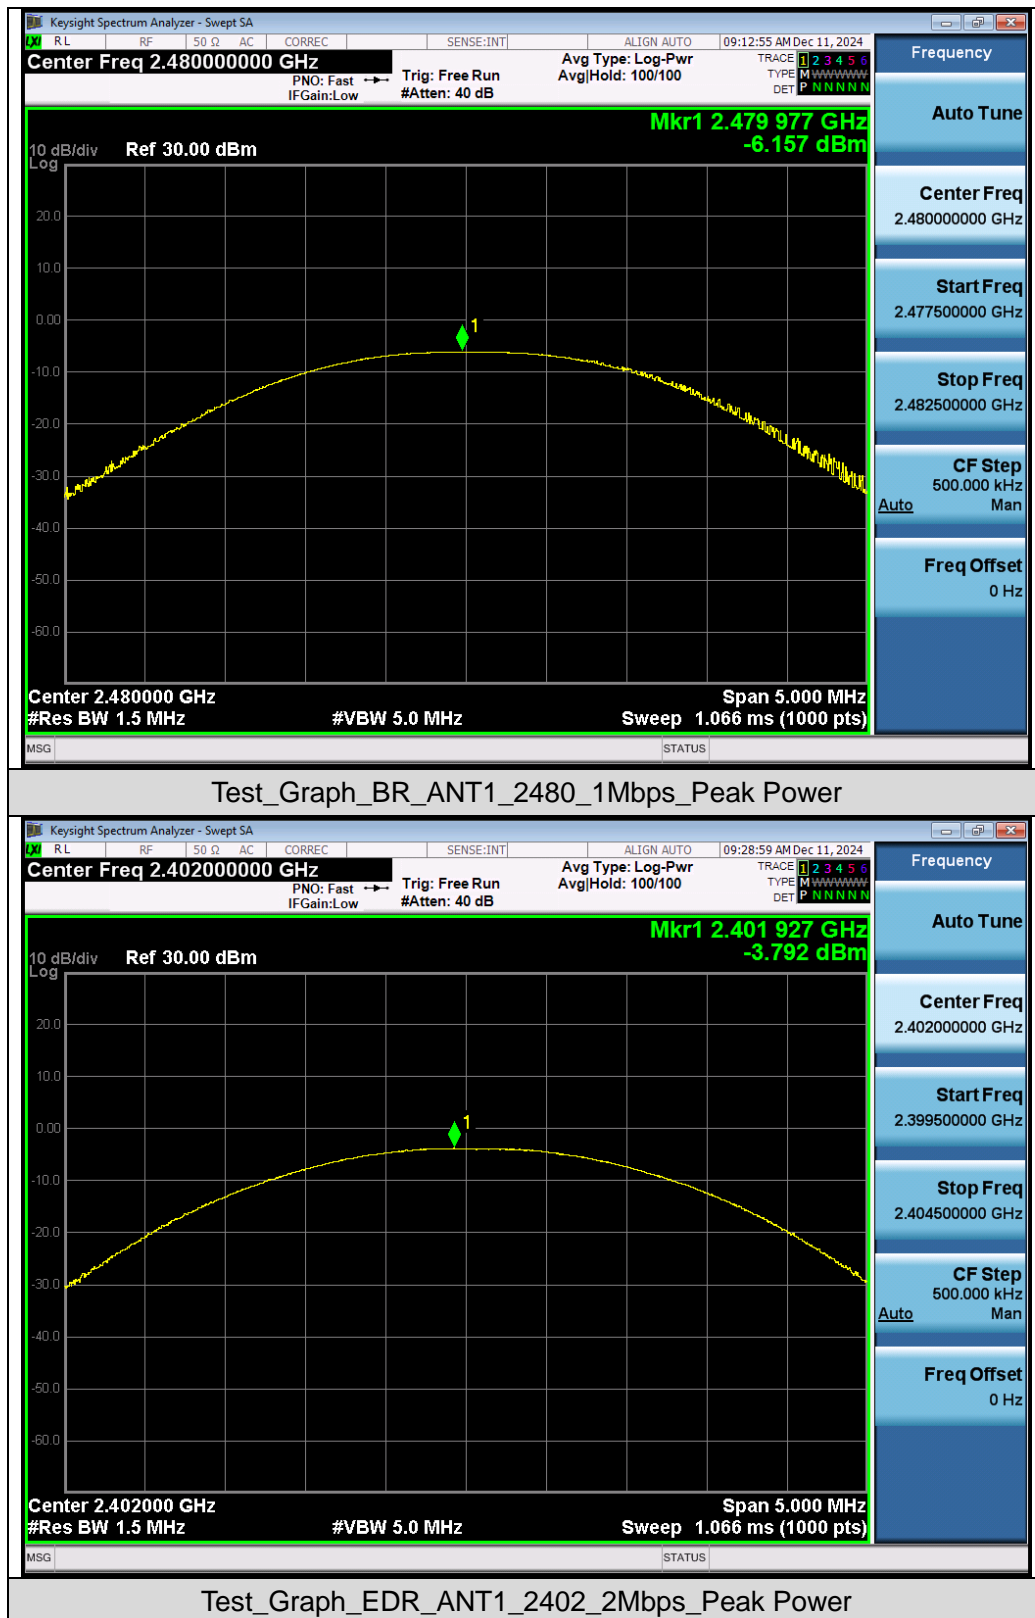 Keysight Spectrum Analyzer - Swept SA
LXI RL RF 50 Ω AC CORREC SENSE:INT ALIGN AUTO 09:12:55 AM Dec 11, 2024
Center Freq 2.480000000 GHz
PNO: Fast
IFGain:Low
Trig: Free Run
#Atten: 40 dB
Avg Type: Log-Pwr
Avg|Hold: 100/100
TRACE 1 2 3 4 5 6
TYPE M WWWWW
DET P N N N N N
Mkr1 2.479 977 GHz
-6.157 dBm
10 dB/div Ref 30.00 dBm
Log
20.0
10.0
0.00
-10.0
-20.0
-30.0
-40.0
-50.0
-60.0
1
Center 2.480000 GHz Span 5.000 MHz
#Res BW 1.5 MHz #VBW 5.0 MHz Sweep 1.066 ms (1000 pts)
MSG STATUS
Frequency
Auto Tune
Center Freq
2.480000000 GHz
Start Freq
2.477500000 GHz
Stop Freq
2.482500000 GHz
CF Step
500.000 kHz
Auto Man
Freq Offset
0 Hz
Test_Graph_BR_ANT1_2480_1Mbps_Peak Power
Keysight Spectrum Analyzer - Swept SA
LXI RL RF 50 Ω AC CORREC SENSE:INT ALIGN AUTO 09:28:59 AM Dec 11, 2024
Center Freq 2.402000000 GHz
PNO: Fast
IFGain:Low
Trig: Free Run
#Atten: 40 dB
Avg Type: Log-Pwr
Avg|Hold: 100/100
TRACE 1 2 3 4 5 6
TYPE M WWWWW
DET P N N N N N
Mkr1 2.401 927 GHz
-3.792 dBm
10 dB/div Ref 30.00 dBm
Log
20.0
10.0
0.00
-10.0
-20.0
-30.0
-40.0
-50.0
-60.0
1
Center 2.402000 GHz Span 5.000 MHz
#Res BW 1.5 MHz #VBW 5.0 MHz Sweep 1.066 ms (1000 pts)
MSG STATUS
Frequency
Auto Tune
Center Freq
2.402000000 GHz
Start Freq
2.399500000 GHz
Stop Freq
2.404500000 GHz
CF Step
500.000 kHz
Auto Man
Freq Offset
0 Hz
Test_Graph_EDR_ANT1_2402_2Mbps_Peak Power